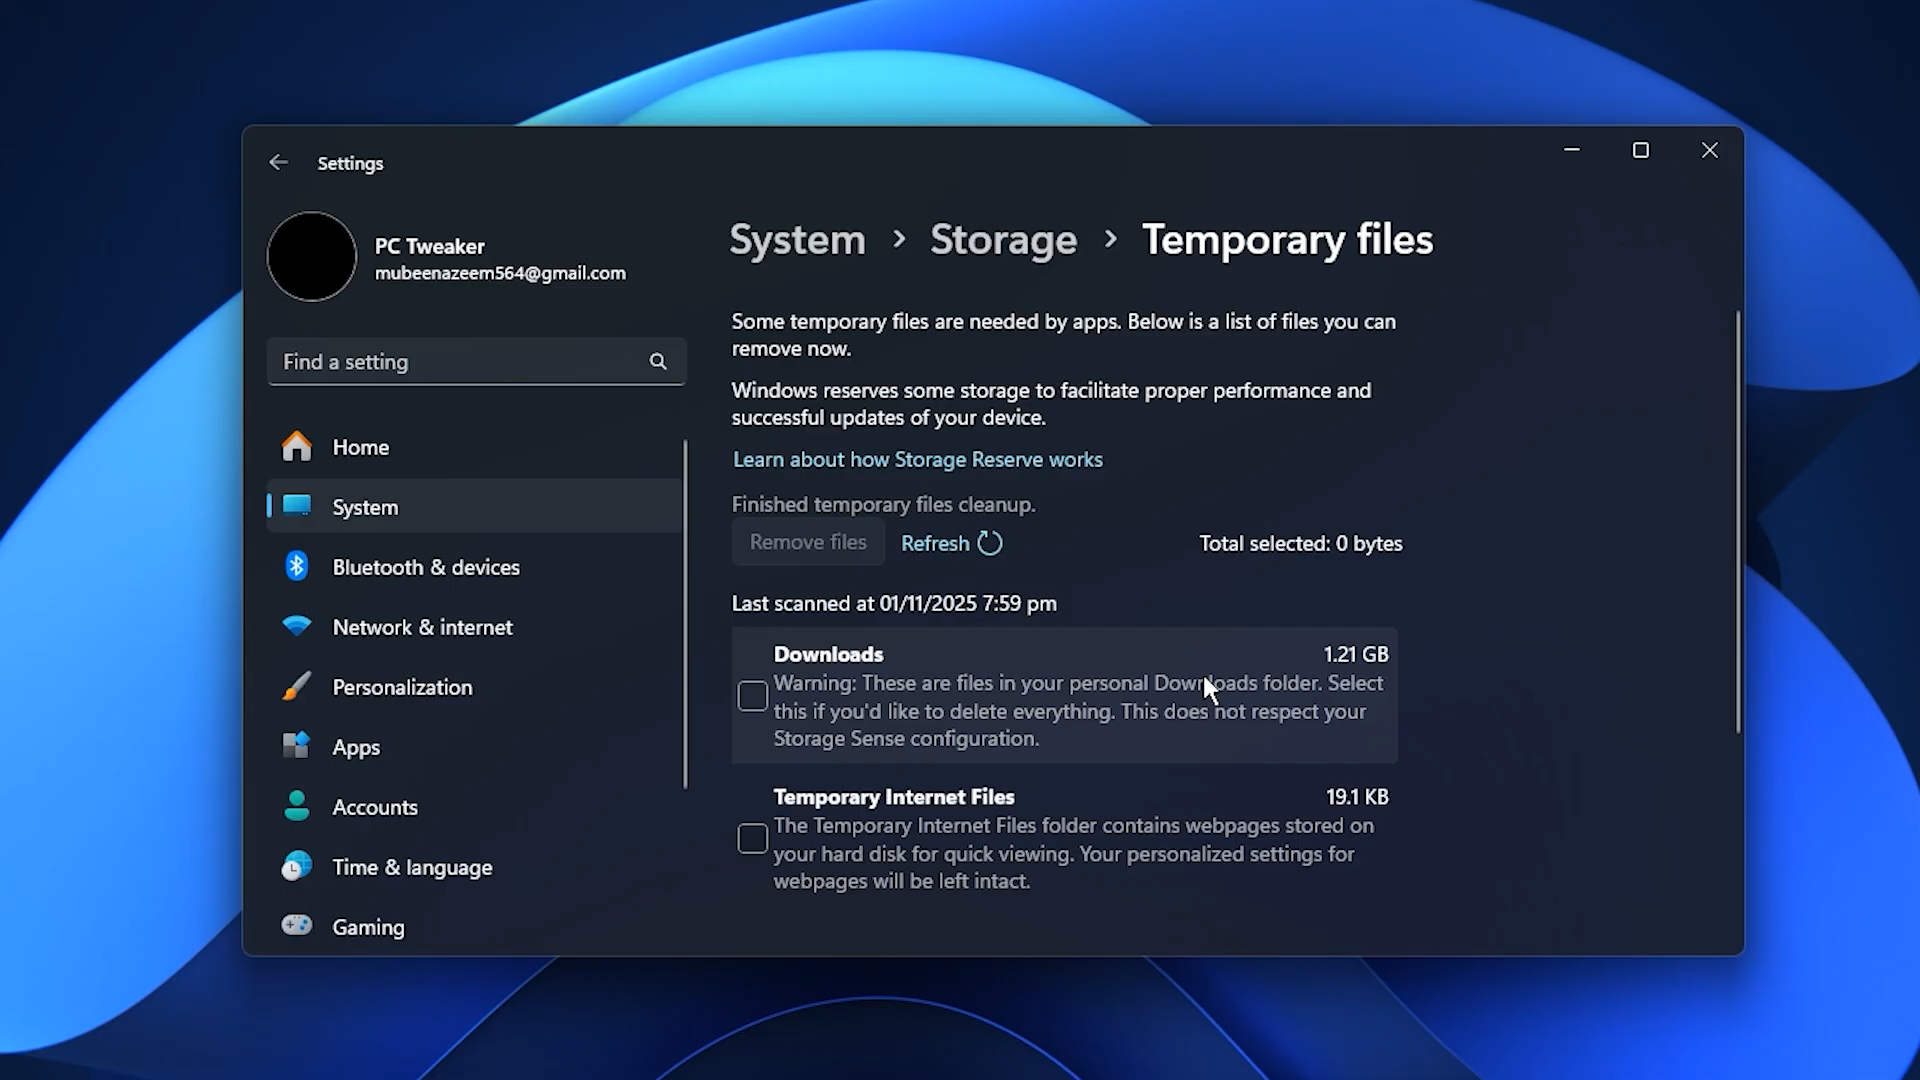 Settings
PC Tweaker
mubeenazeem564@gmail.com
Find a setting
Home
System
Bluetooth & devices
Network & internet
Personalization
Apps
Accounts
Time & language
Gaming
System > Storage > Temporary files
Some temporary files are needed by apps. Below is a list of files you can
remove now.
Windows reserves some storage to facilitate proper performance and
successful updates of your device.
Learn about how Storage Reserve works
Finished temporary files cleanup.
Remove files Refresh Total selected: 0 bytes
Last scanned at 01/11/2025 7:59 pm
Downloads 1.21 GB
Warning: These are files in your personal Downloads folder. Select
this if you'd like to delete everything. This does not respect your
Storage Sense configuration.
Temporary Internet Files 19.1 KB
The Temporary Internet Files folder contains webpages stored on
your hard disk for quick viewing. Your personalized settings for
webpages will be left intact.